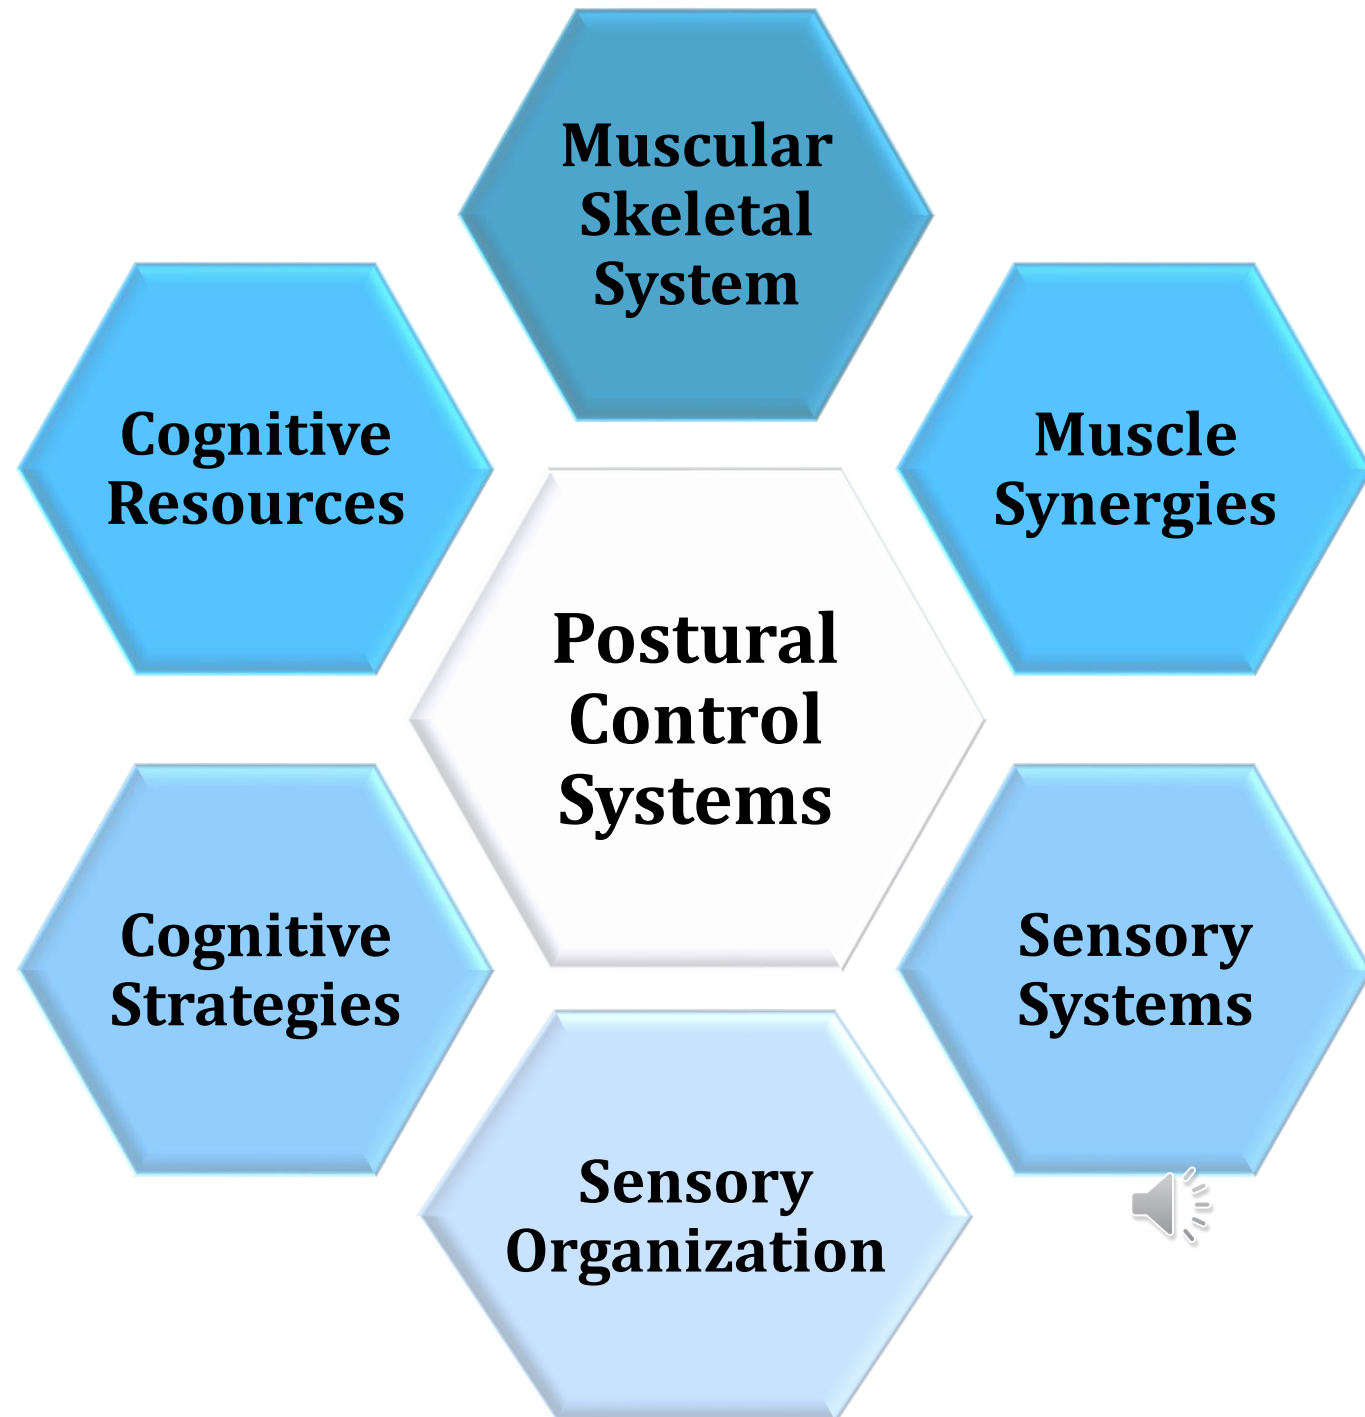 Muscular
Skeletal
System
Cognitive
Resources
Muscle
Synergies
Postural
Control
Systems
Cognitive
Strategies
Sensory
Systems
Sensory
Organization